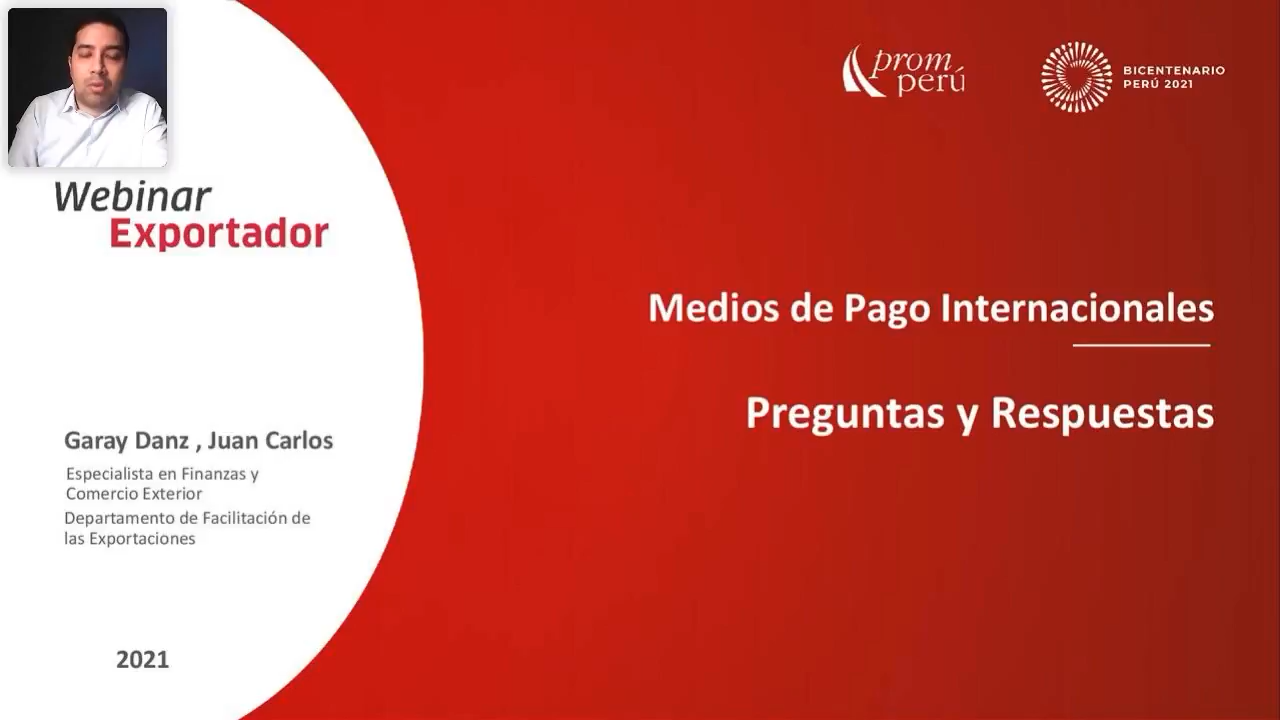 prom
perú
BICENTENARIO
PERÚ 2021
Webinar
Exportador
Medios de Pago Internacionales
Preguntas y Respuestas
Garay Danz , Juan Carlos
Especialista en Finanzas y
Comercio Exterior
Departamento de Facilitación de
las Exportaciones
2021